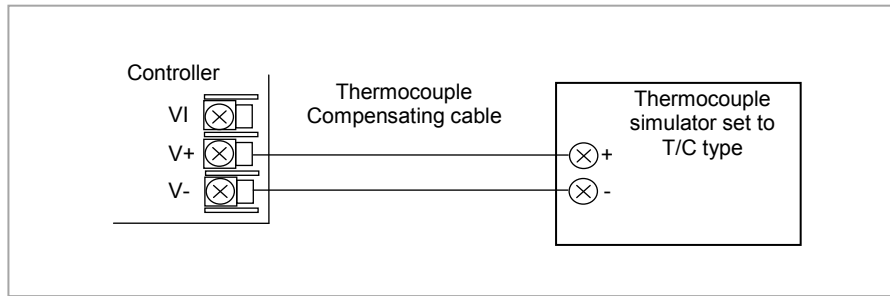 Controller
VI
V+
V-
Thermocouple
Compensating cable
+
-
Thermocouple
simulator set to
T/C type